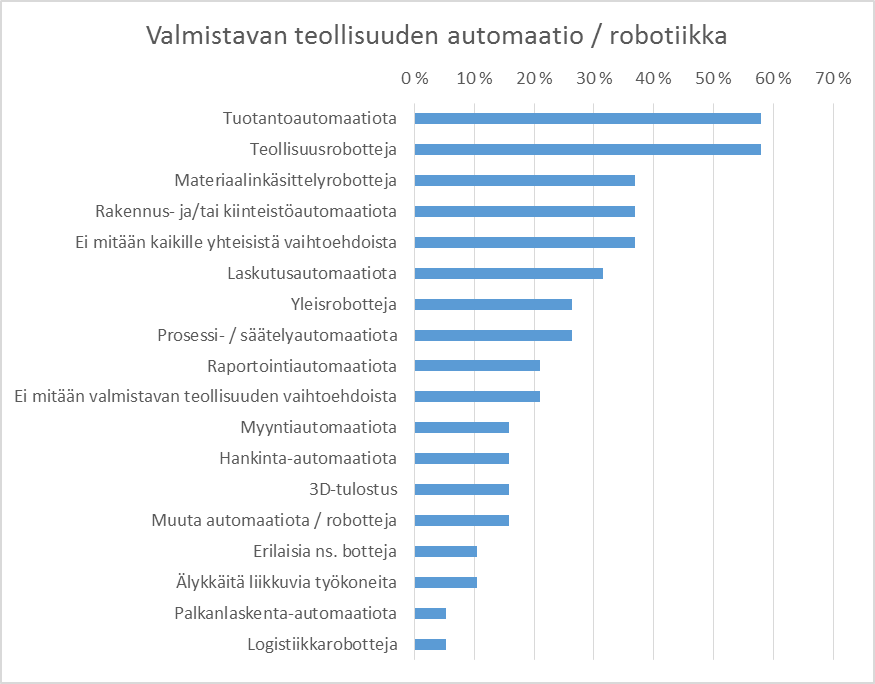 Valmistavan teollisuuden automaatio / robotiikka
0 % 10 % 20 % 30 % 40 % 50 % 60 % 70 %
Tuotantoautomaatiota
Teollisuusrobotteja
Materiaalinkäsittelyrobotteja
Rakennus- ja/tai kiinteistöautomaatiota
Ei mitään kaikille yhteisistä vaihtoehdoista
Laskutusautomaatiota
Yleisrobotteja
Prosessi- / säätelyautomaatiota
Raportointiautomaatiota
Ei mitään valmistavan teollisuuden vaihtoehdoista
Myyntiautomaatiota
Hankinta-automaatiota
3D-tulostus
Muuta automaatiota / robotteja
Erilaisia ns. botteja
Älykkäitä liikkuvia työkoneita
Palkanlaskenta-automaatiota
Logistiikkarobotteja